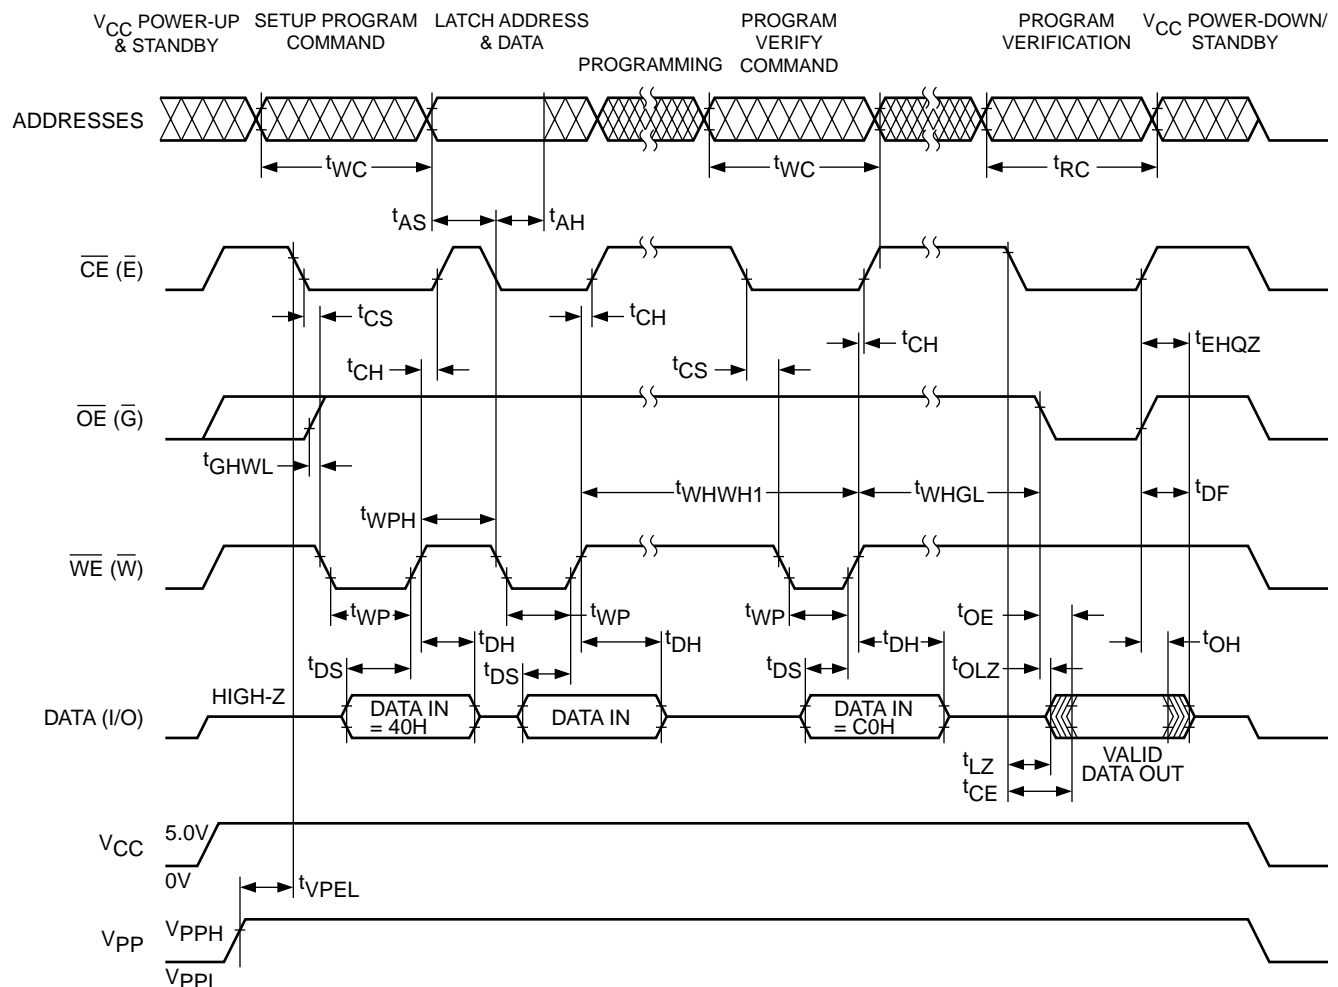 VCC POWER-UP
& STANDBY
SETUP PROGRAM
COMMAND
LATCH ADDRESS
& DATA
PROGRAMMING
PROGRAM
VERIFY
COMMAND
PROGRAM
VERIFICATION
VCC POWER-DOWN/
STANDBY
ADDRESSES
tWC
tWC
tRC
tAS
tAH
CE (E)
tCS
tCH
tCH
tCS
tCH
tEHQZ
OE (G)
tGHWL
tWPH
tWHWH1
tWHGL
tDF
WE (W)
tWP
tWP
tWP
tOE
tDH
tDH
tDH
tOH
tDS
tDS
tDS
tOLZ
DATA (I/O)
HIGH-Z
DATA IN
= 40H
DATA IN
DATA IN
= C0H
VALID
DATA OUT
tLZ
tCE
VCC
5.0V
0V
tVPEL
VPP
VPPH
VPPL